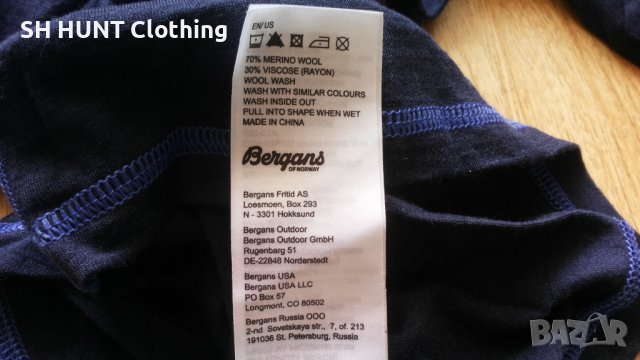 SH HUNT Clothing
EN/US
70% MERINO WOOL
30% VISCOSE (RAYON)
WOOL WASH
WASH WITH SIMILAR COLOURS
WASH INSIDE OUT
PULL INTO SHAPE WHEN WET
MADE IN CHINA
Bergans
OF NORWAY
Bergans Fritid AS
Loesmoen, Box 293
N - 3301 Hokksund
Bergans Outdoor
Bergans Outdoor GmbH
Rugenbarg 51
DE-22848 Norderstedt
Bergans USA
Bergans USA LLC
PO Box 57
Longmont, CO 80502
Bergans Russia OOO
2-nd Sovetskaya str., 7, of. 213
191036 St. Petersburg, Russia
BAZAR